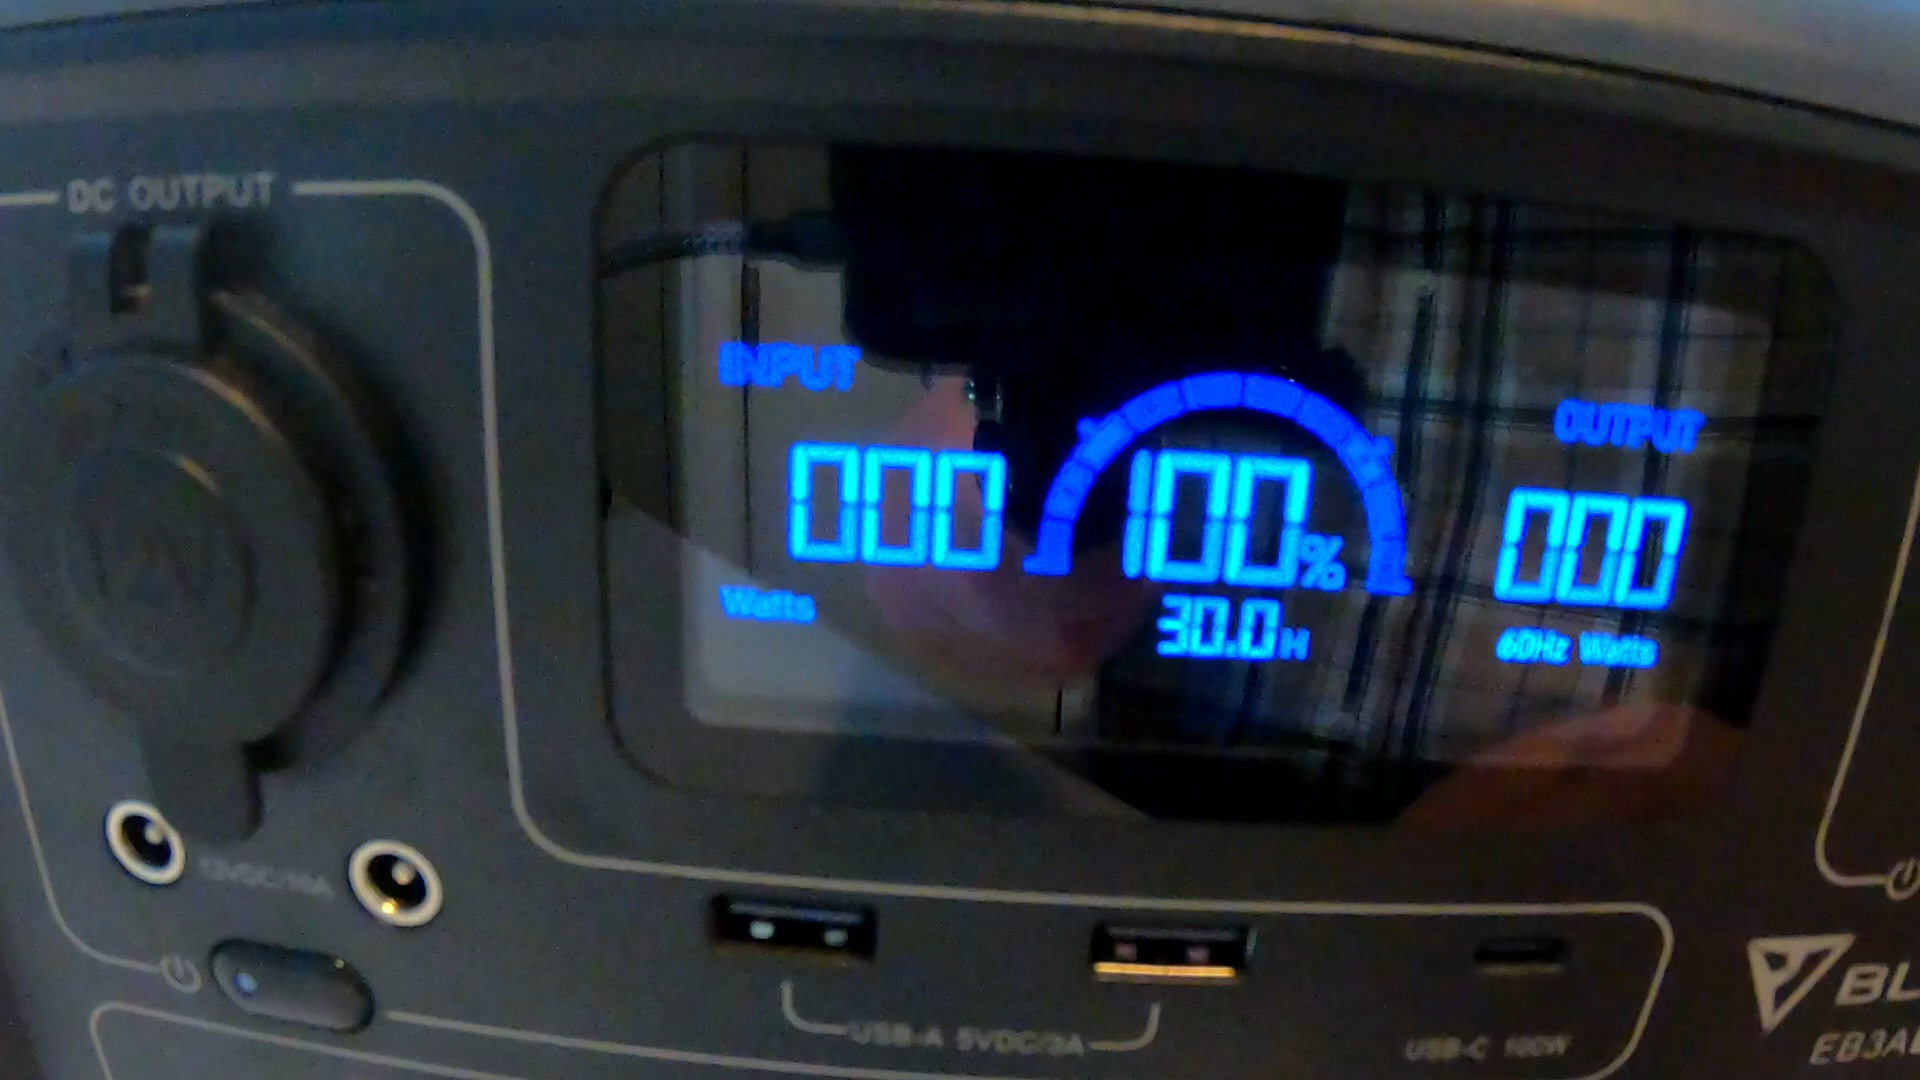 DC OUTPUT
INPUT
OUTPUT
000
100%
000
Watts
30.0H
60Hz Watts
12VDC/10A
USB-A 5VDC/3A
USB-C 100W
BL
EB3A